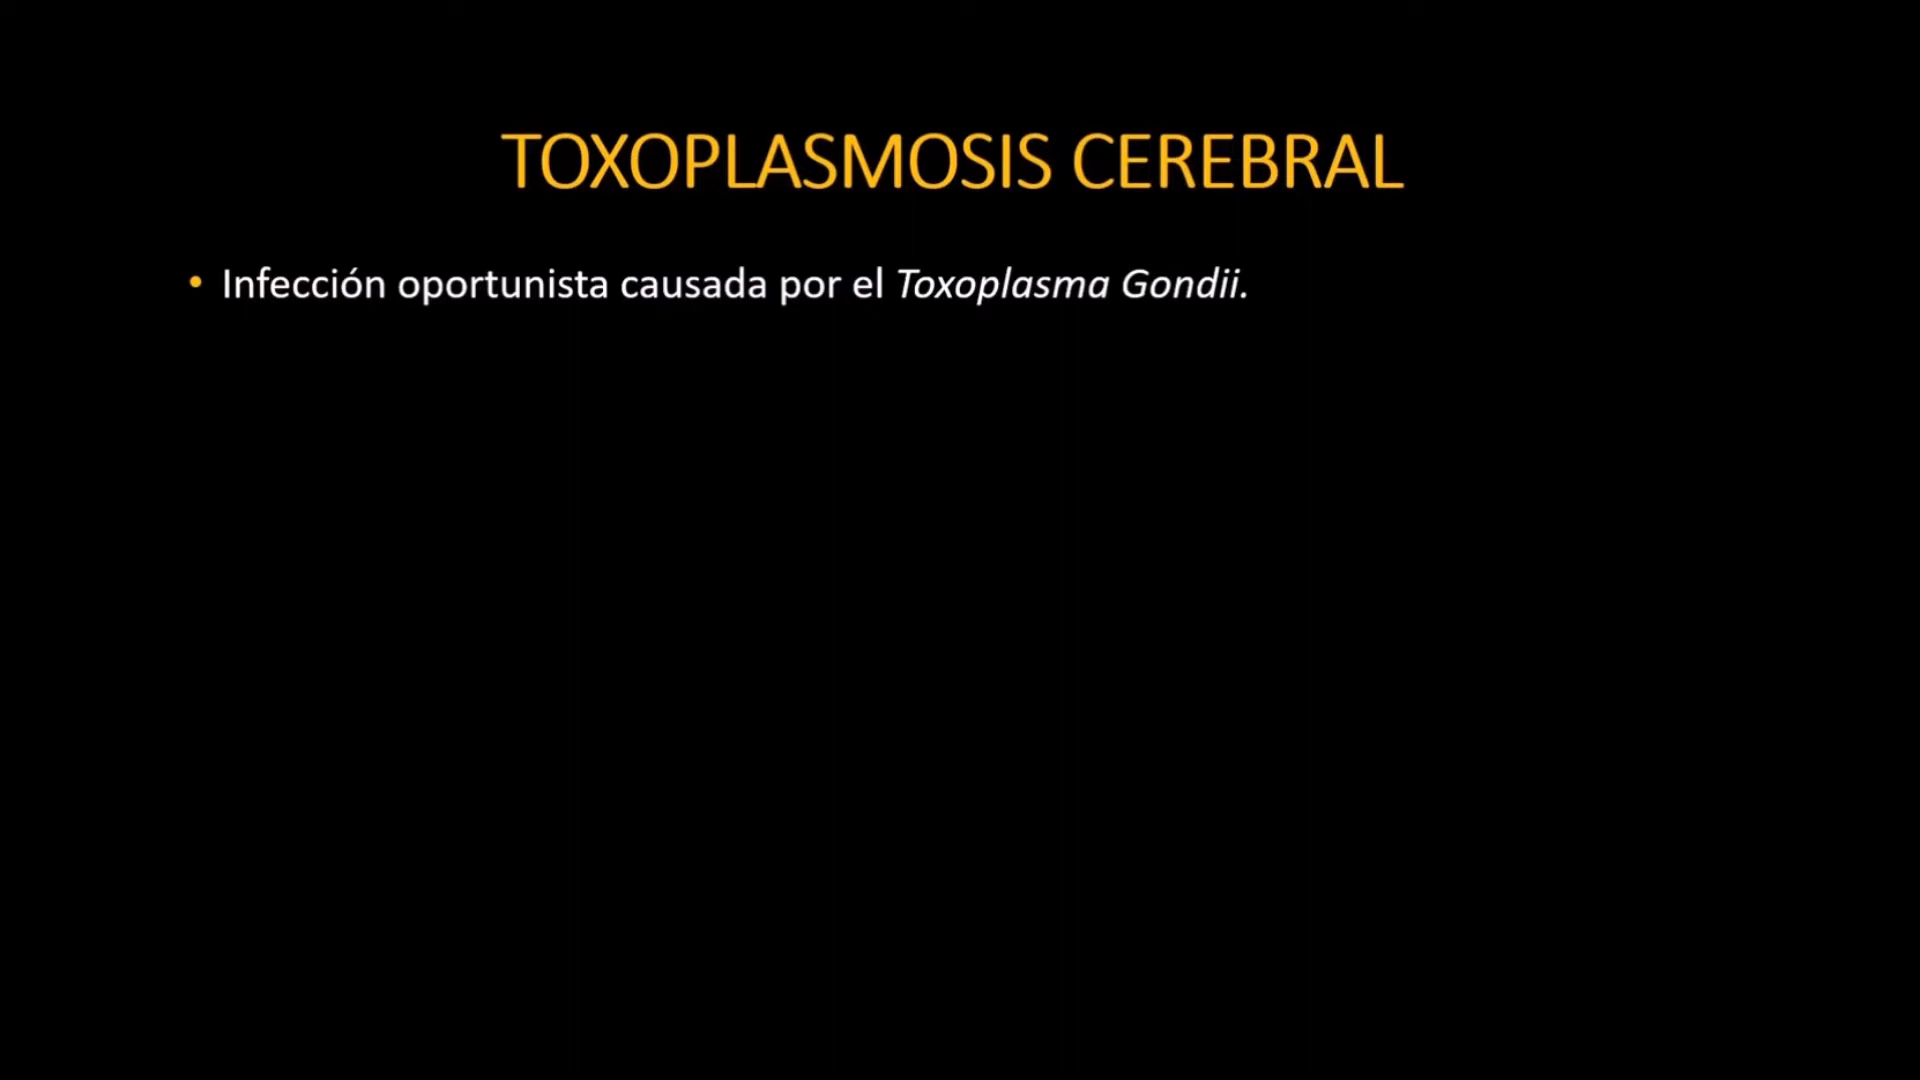 TOXOPLASMOSIS CEREBRAL
• Infección oportunista causada por el Toxoplasma Gondii.